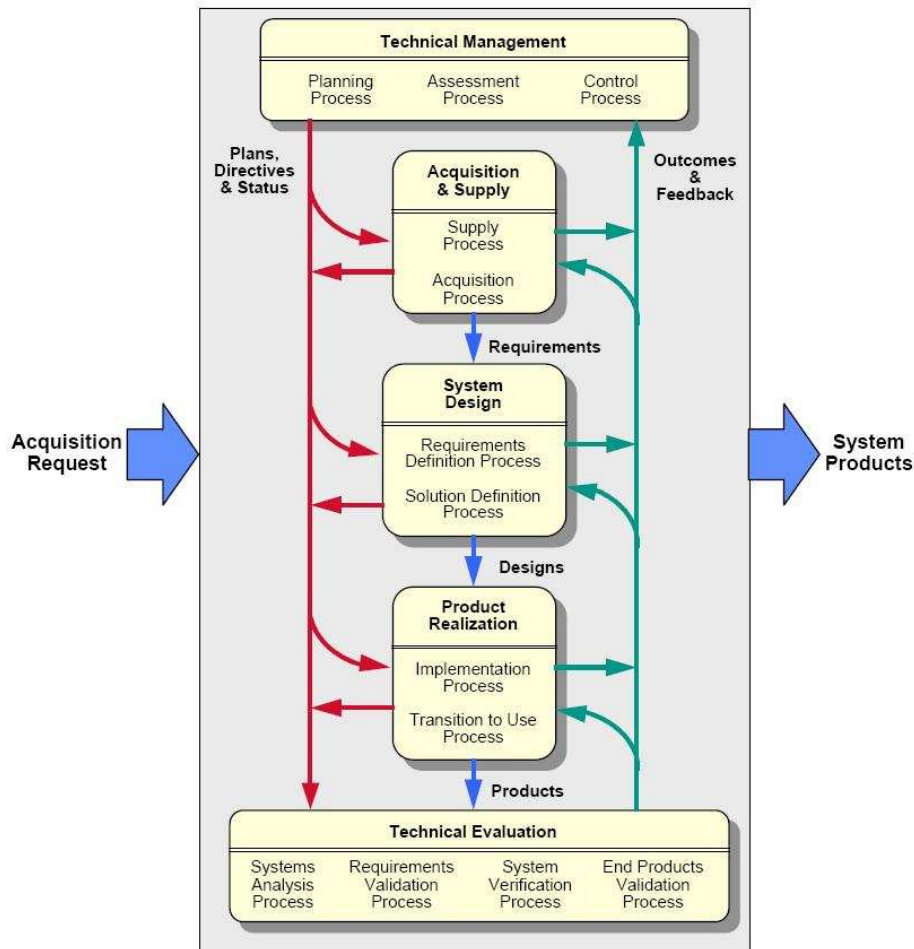 Technical Management
Planning
Process
Assessment
Process
Control
Process
Plans,
Directives
& Status
Outcomes
&
Feedback
Acquisition
& Supply
Supply
Process
Acquisition
Process
Requirements
System
Design
Requirements
Definition Process
Solution Definition
Process
Acquisition
Request
System
Products
Designs
Product
Realization
Implementation
Process
Transition to Use
Process
Products
Technical Evaluation
Systems
Analysis
Process
Requirements
Validation
Process
System
Verification
Process
End Products
Validation
Process